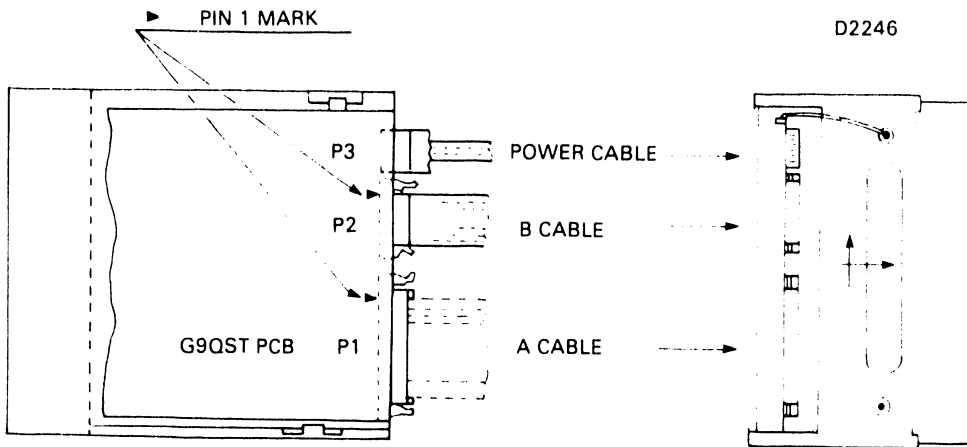 PIN 1 MARK
D2246
P3
POWER CABLE
P2
B CABLE
G9QST PCB P1
A CABLE